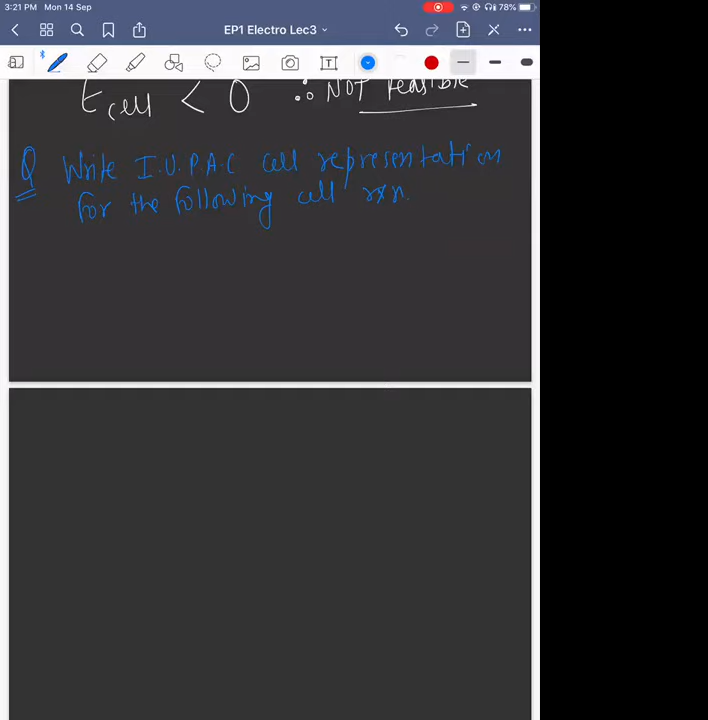 3:21 PM Mon 14 Sep 78%
EP1 Electro Lec3
T
Ecell < 0 ∴ NOT feasible
Q Write I.U.P.A.C cell representation
for the following cell rxn.